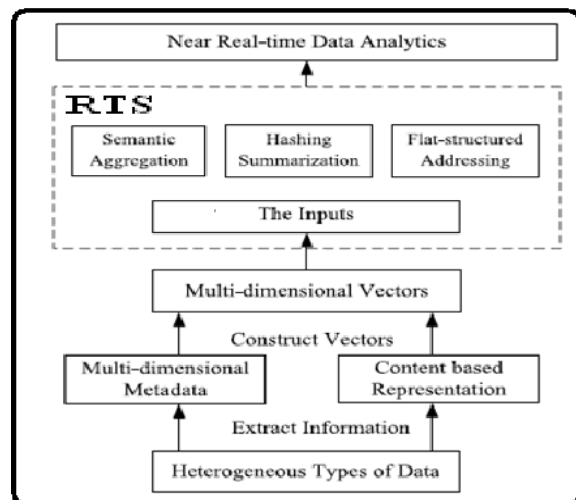 Near Real-time Data Analytics
RTS
Semantic
Aggregation
Hashing
Summarization
Flat-structured
Addressing
The Inputs
Multi-dimensional Vectors
Construct Vectors
Multi-dimensional
Metadata
Content based
Representation
Extract Information
Heterogeneous Types of Data